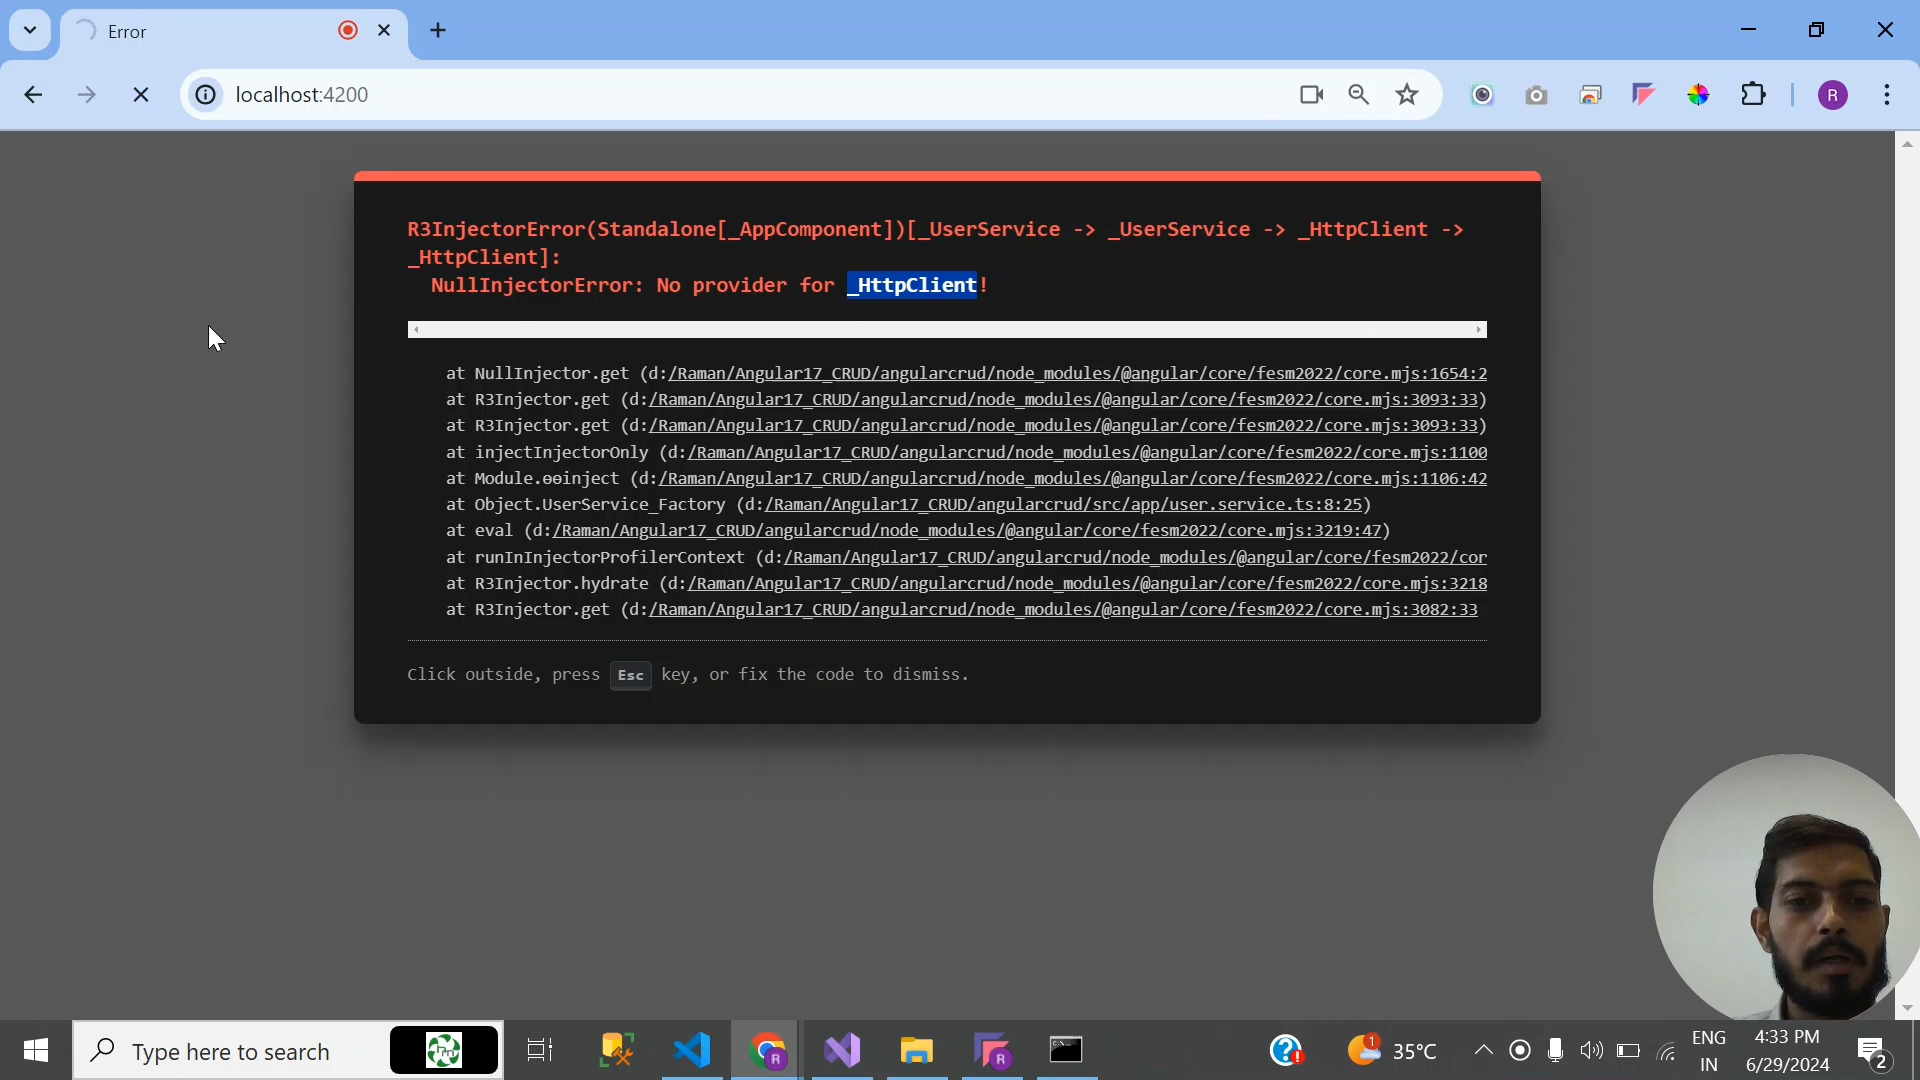 Error
localhost:4200
R
R3InjectorError(Standalone[_AppComponent])[_UserService -> _UserService -> _HttpClient ->
_HttpClient]:
NullInjectorError: No provider for _HttpClient!
at NullInjector.get (d:/Raman/Angular17_CRUD/angularcrud/node_modules/@angular/core/fesm2022/core.mjs:1654:2
at R3Injector.get (d:/Raman/Angular17_CRUD/angularcrud/node_modules/@angular/core/fesm2022/core.mjs:3093:33)
at R3Injector.get (d:/Raman/Angular17_CRUD/angularcrud/node_modules/@angular/core/fesm2022/core.mjs:3093:33)
at injectInjectorOnly (d:/Raman/Angular17_CRUD/angularcrud/node_modules/@angular/core/fesm2022/core.mjs:1100
at Module.ɵɵinject (d:/Raman/Angular17_CRUD/angularcrud/node_modules/@angular/core/fesm2022/core.mjs:1106:42
at Object.UserService_Factory (d:/Raman/Angular17_CRUD/angularcrud/src/app/user.service.ts:8:25)
at eval (d:/Raman/Angular17_CRUD/angularcrud/node_modules/@angular/core/fesm2022/core.mjs:3219:47)
at runInInjectorProfilerContext (d:/Raman/Angular17_CRUD/angularcrud/node_modules/@angular/core/fesm2022/cor
at R3Injector.hydrate (d:/Raman/Angular17_CRUD/angularcrud/node_modules/@angular/core/fesm2022/core.mjs:3218
at R3Injector.get (d:/Raman/Angular17_CRUD/angularcrud/node_modules/@angular/core/fesm2022/core.mjs:3082:33
Click outside, press Esc key, or fix the code to dismiss.
Type here to search
R
R
1
35°C
ENG
IN
4:33 PM
6/29/2024
2